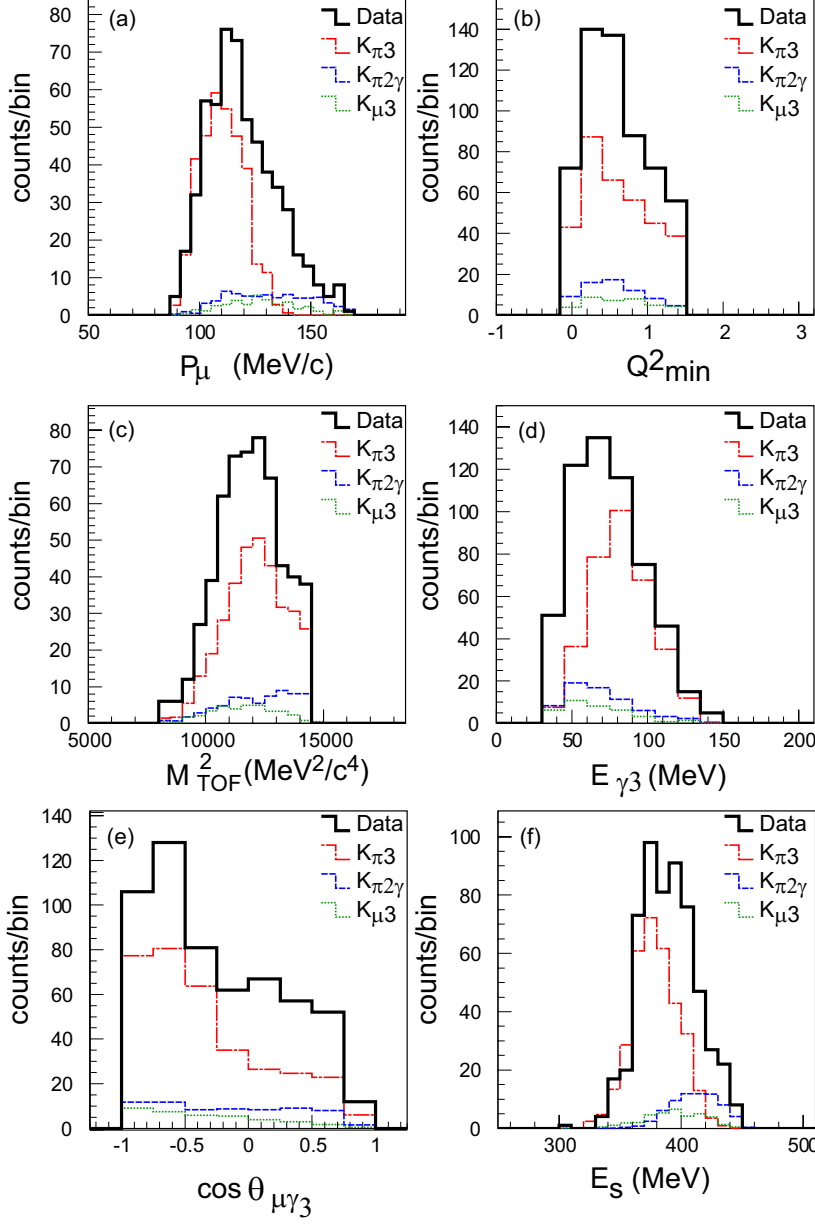 (a)
Data
Kπ3
Kπ2γ
Kμ3
counts/bin
80
70
60
50
40
30
20
10
0
50 100 150
Pμ (MeV/c)
(b)
Data
Kπ3
Kπ2γ
Kμ3
counts/bin
140
120
100
80
60
40
20
0
-1 0 1 2 3
Q2min
(c)
Data
Kπ3
Kπ2γ
Kμ3
counts/bin
80
70
60
50
40
30
20
10
0
5000 10000 15000
M2TOF(MeV2/c4)
(d)
Data
Kπ3
Kπ2γ
Kμ3
counts/bin
140
120
100
80
60
40
20
0
0 50 100 150 200
Eγ3 (MeV)
(e)
Data
Kπ3
Kπ2γ
Kμ3
counts/bin
140
120
100
80
60
40
20
0
-1 -0.5 0 0.5 1
cos θμγ3
(f)
Data
Kπ3
Kπ2γ
Kμ3
counts/bin
100
80
60
40
20
0
300 400 500
Es (MeV)